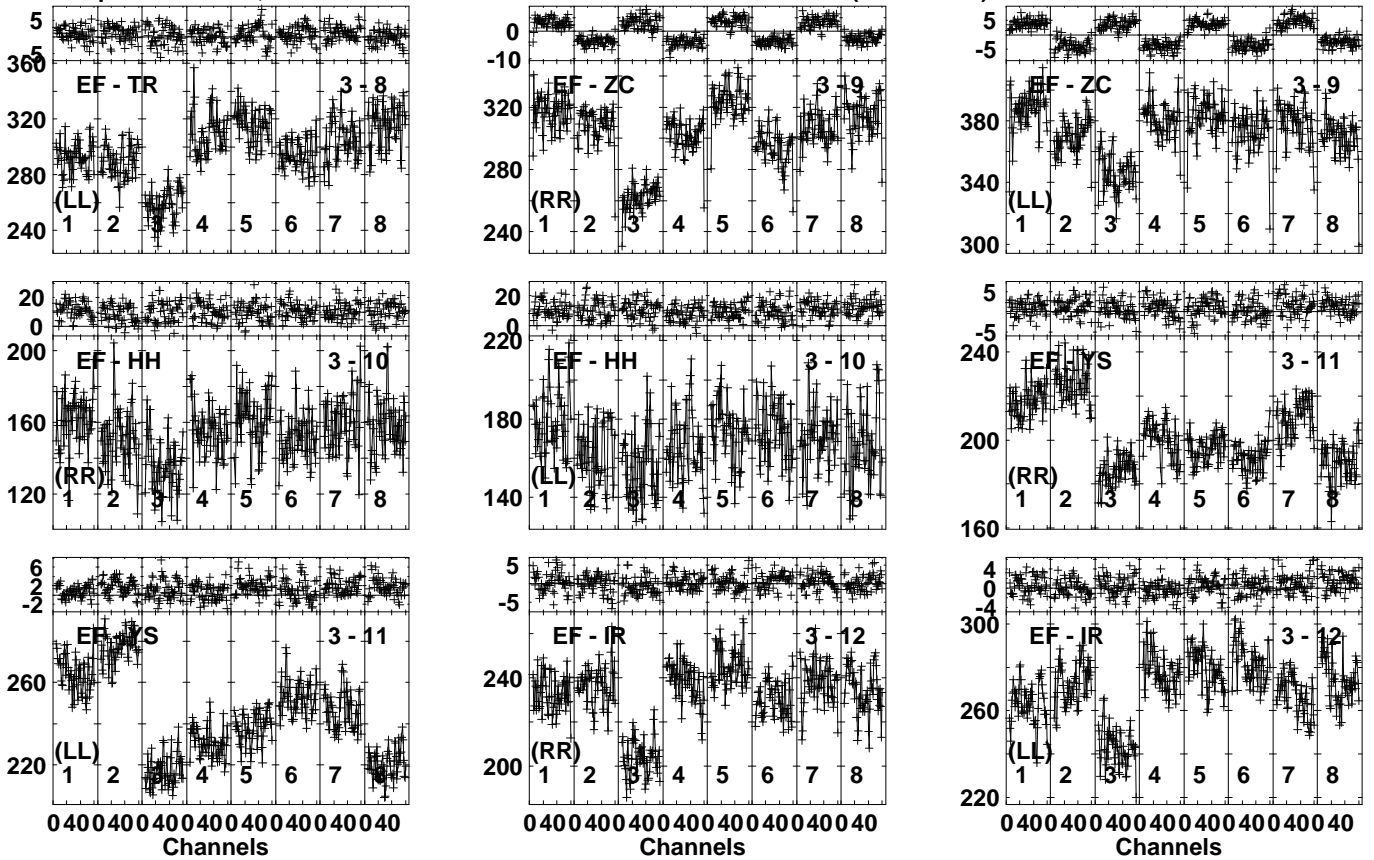 5
-5
360
EF - TR 3 - 8
320
280
(LL)
240
1 2 3 4 5 6 7 8
0
-10
EF - ZC 3 - 9
320
280
(RR)
240
1 2 3 4 5 6 7 8
5
-5
EF - ZC 3 - 9
380
340
(LL)
300
1 2 3 4 5 6 7 8
20
0
200
EF - HH 3 - 10
160
(RR)
120
1 2 3 4 5 6 7 8
20
0
220
EF - HH 3 - 10
180
(LL)
140
1 2 3 4 5 6 7 8
5
-5
240
EF - YS 3 - 11
200
(RR)
160
1 2 3 4 5 6 7 8
6
2
-2
EF - YS 3 - 11
260
(LL)
220
1 2 3 4 5 6 7 8
0 40 0 40 0 40 0 40 0 40 0 40 0 40 0 40
Channels
5
-5
EF - IR 3 - 12
240
(RR)
200
1 2 3 4 5 6 7 8
0 40 0 40 0 40 0 40 0 40 0 40 0 40 0 40
Channels
4
0
-4
300
EF - IR 3 - 12
260
(LL)
220
1 2 3 4 5 6 7 8
0 40 0 40 0 40 0 40 0 40 0 40 0 40 0 40
Channels